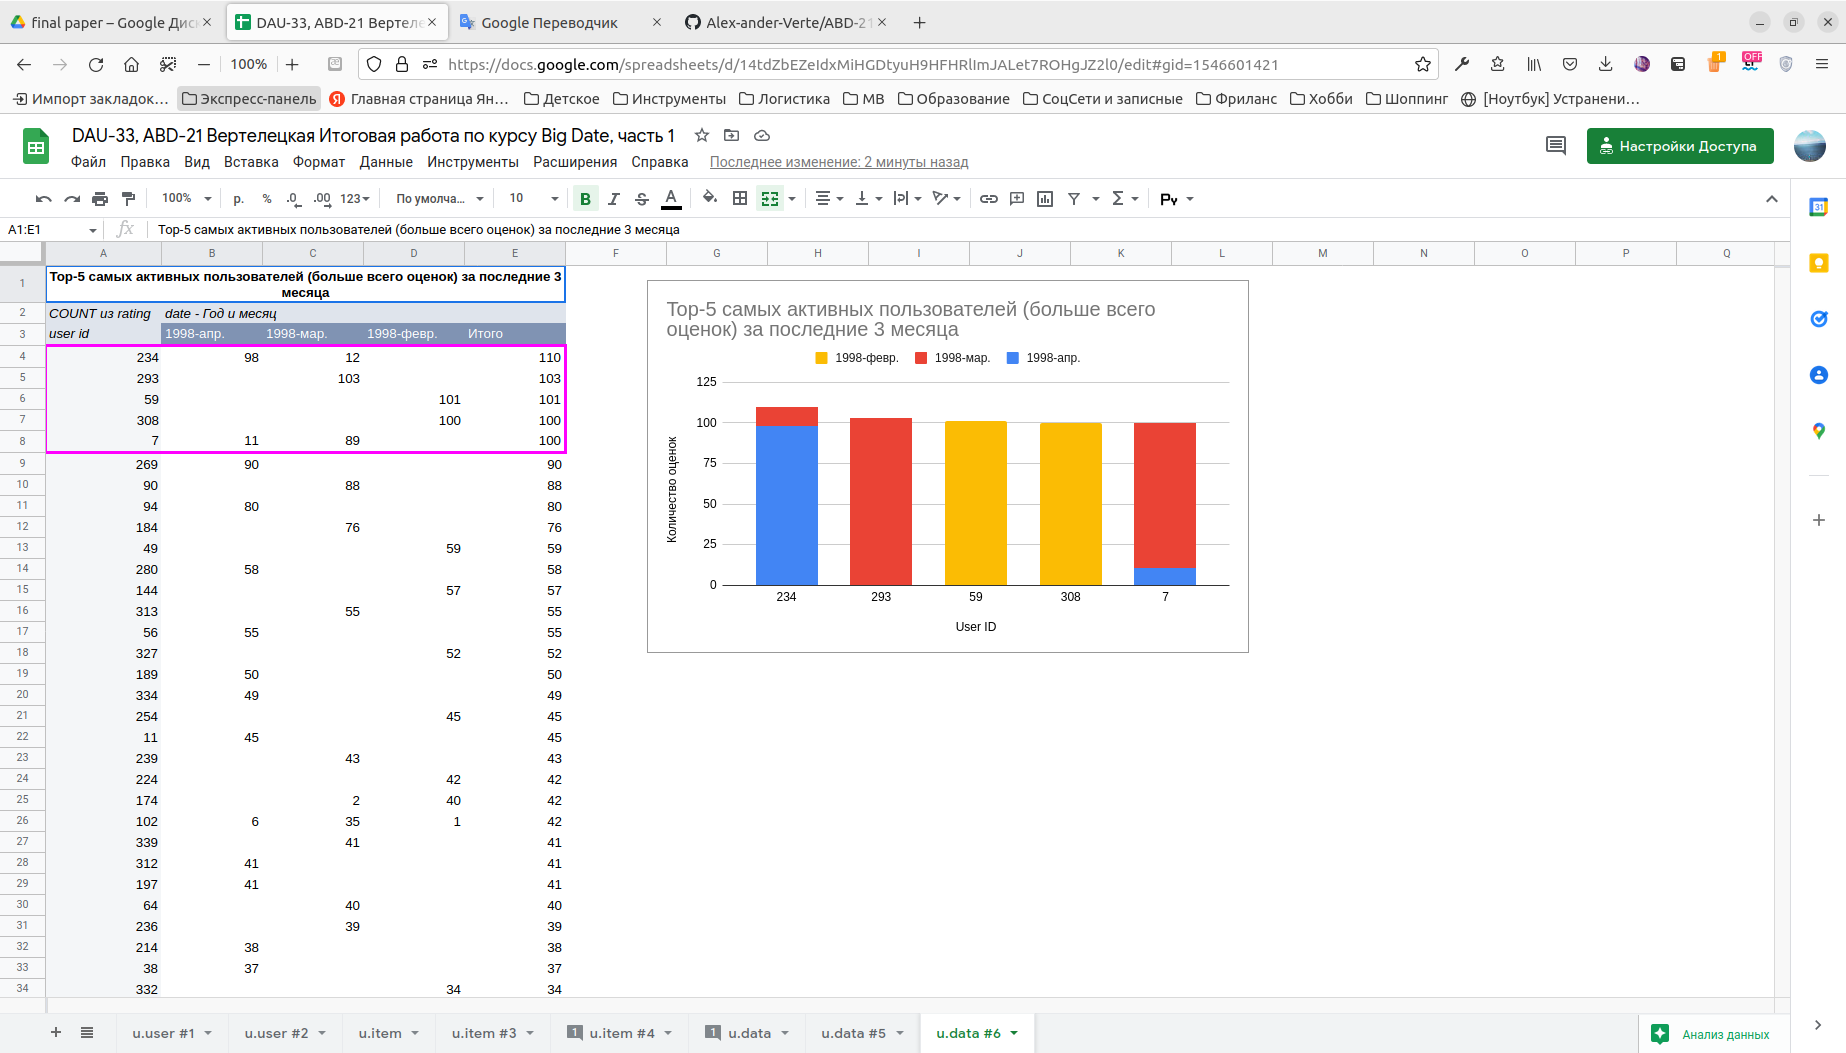 final paper – Google Дис
DAU-33, ABD-21 Вертеле
Google Переводчик
Alex-ander-Verte/ABD-21
100%
https://docs.google.com/spreadsheets/d/14tdZbEZeIdxMiHGDtyuH9HFHRlImJALet7ROHgJZ2l0/edit#gid=1546601421
1
OFF
Импорт закладок…
Экспресс-панель
Главная страница Ян…
Детское
Инструменты
Логистика
МВ
Образование
СоцСети и записные
Фриланс
Хобби
Шоппинг
[Ноутбук] Устранени…
DAU-33, ABD-21 Вертелецкая Итоговая работа по курсу Big Date, часть 1
Файл Правка Вид Вставка Формат Данные Инструменты Расширения Справка
Последнее изменение: 2 минуты назад
Настройки Доступа
100% р. % .0 .00 123 По умолча... 10 B I S A Σ Ру
31
A1:E1
fx
Top-5 самых активных пользователей (больше всего оценок) за последние 3 месяца
A B C D E F G H I J K L M N O P Q
1 Top-5 самых активных пользователей (больше всего оценок) за последние 3
месяца
2 COUNT из rating date - Год и месяц
3 user id 1998-апр. 1998-мар. 1998-февр. Итого
4 234 98 12 110
5 293 103 103
6 59 101 101
7 308 100 100
8 7 11 89 100
9 269 90 90
10 90 88 88
11 94 80 80
12 184 76 76
13 49 59 59
14 280 58 58
15 144 57 57
16 313 55 55
17 56 55 55
18 327 52 52
19 189 50 50
20 334 49 49
21 254 45 45
22 11 45 45
23 239 43 43
24 224 42 42
25 174 2 40 42
26 102 6 35 1 42
27 339 41 41
28 312 41 41
29 197 41 41
30 64 40 40
31 236 39 39
32 214 38 38
33 38 37 37
34 332 34 34
Top-5 самых активных пользователей (больше всего
оценок) за последние 3 месяца
1998-февр. 1998-мар. 1998-апр.
Количество оценок
125
100
75
50
25
0
234 293 59 308 7
User ID
u.user #1
u.user #2
u.item
u.item #3
1 u.item #4
1 u.data
u.data #5
u.data #6
Анализ данных